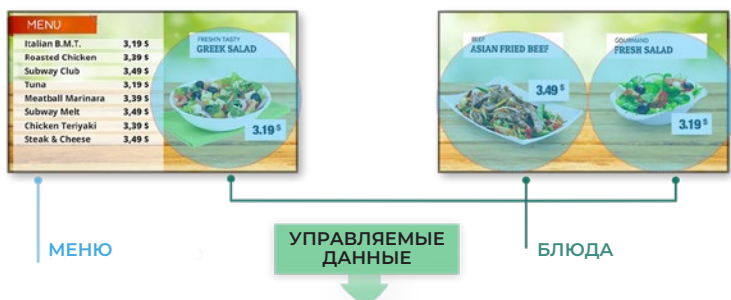 MENU
Italian B.M.T. 3,19 $
Roasted Chicken 3,39 $
Subway Club 3,49 $
Tuna 3,19 $
Meatball Marinara 3,39 $
Subway Melt 3,49 $
Chicken Teriyaki 3,39 $
Steak & Cheese 3,49 $
FRESH'N TASTY
GREEK SALAD
3.19 $
BEEF
ASIAN FRIED BEEF
3.49 $
GOURMAND
FRESH SALAD
3.19 $
МЕНЮ
УПРАВЛЯЕМЫЕ
ДАННЫЕ
БЛЮДА